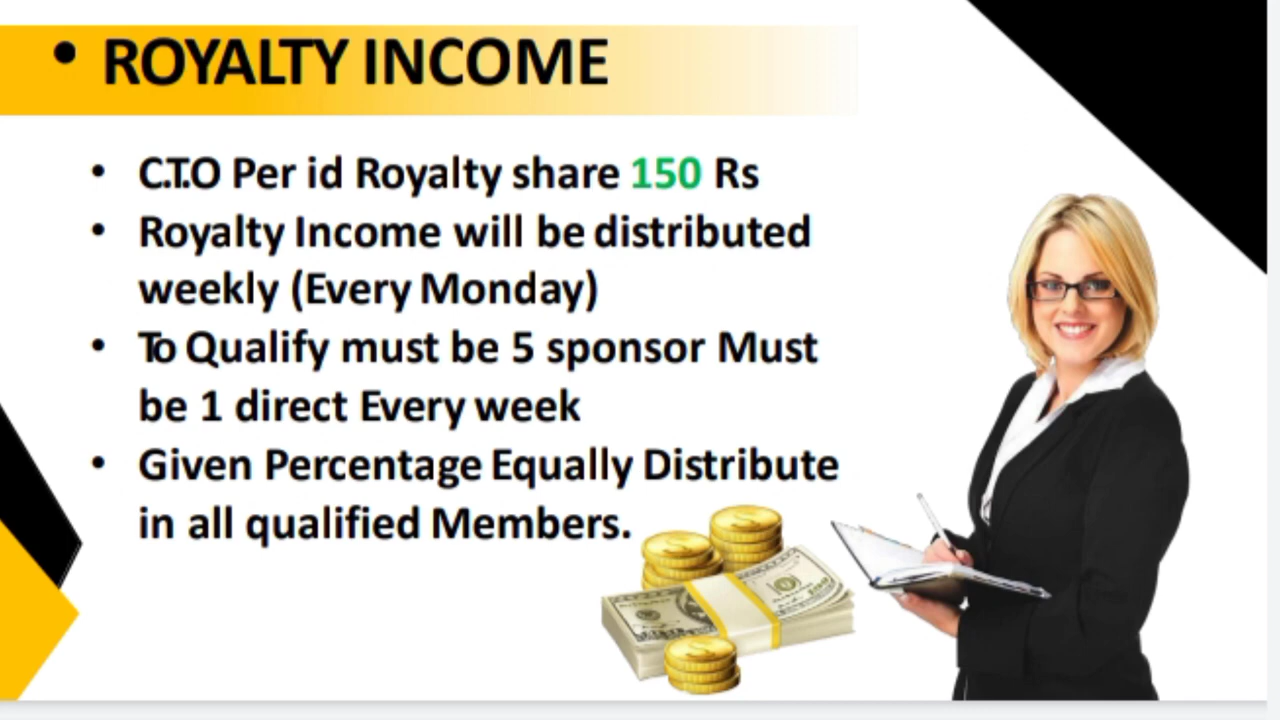 • ROYALTY INCOME
• C.T.O Per id Royalty share 150 Rs
• Royalty Income will be distributed
weekly (Every Monday)
• To Qualify must be 5 sponsor Must
be 1 direct Every week
• Given Percentage Equally Distribute
in all qualified Members.